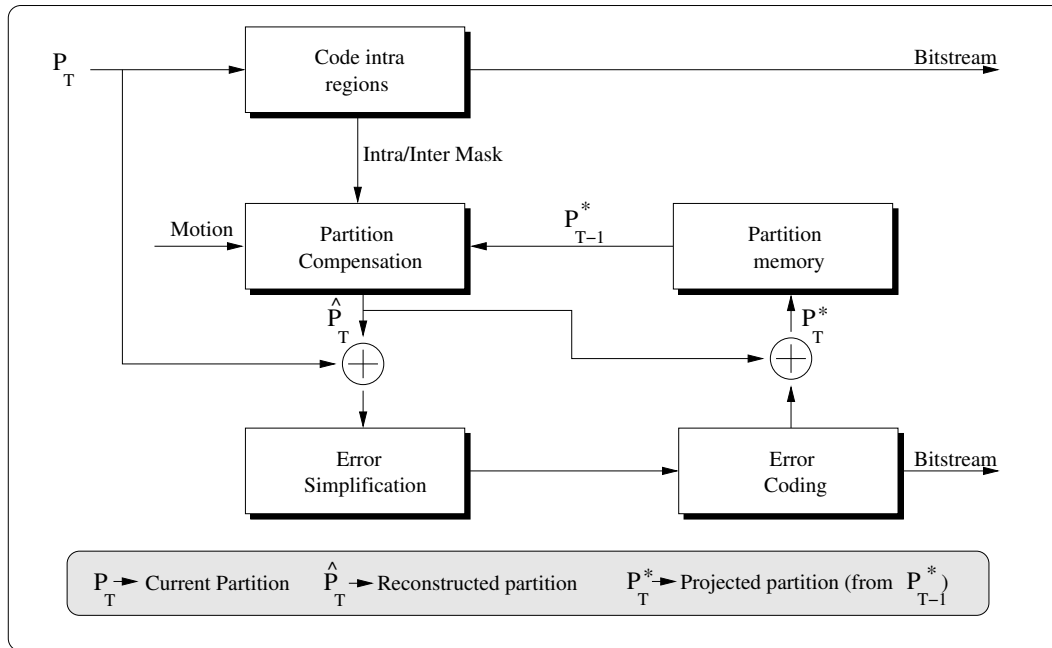 P_T
Code intra
regions
Bitstream
Intra/Inter Mask
Motion
Partition
Compensation
P*_T−1
Partition
memory
P̂_T
P*_T
Error
Simplification
Error
Coding
Bitstream
P_T → Current Partition
P̂_T → Reconstructed partition
P*_T → Projected partition (from P*_T−1)